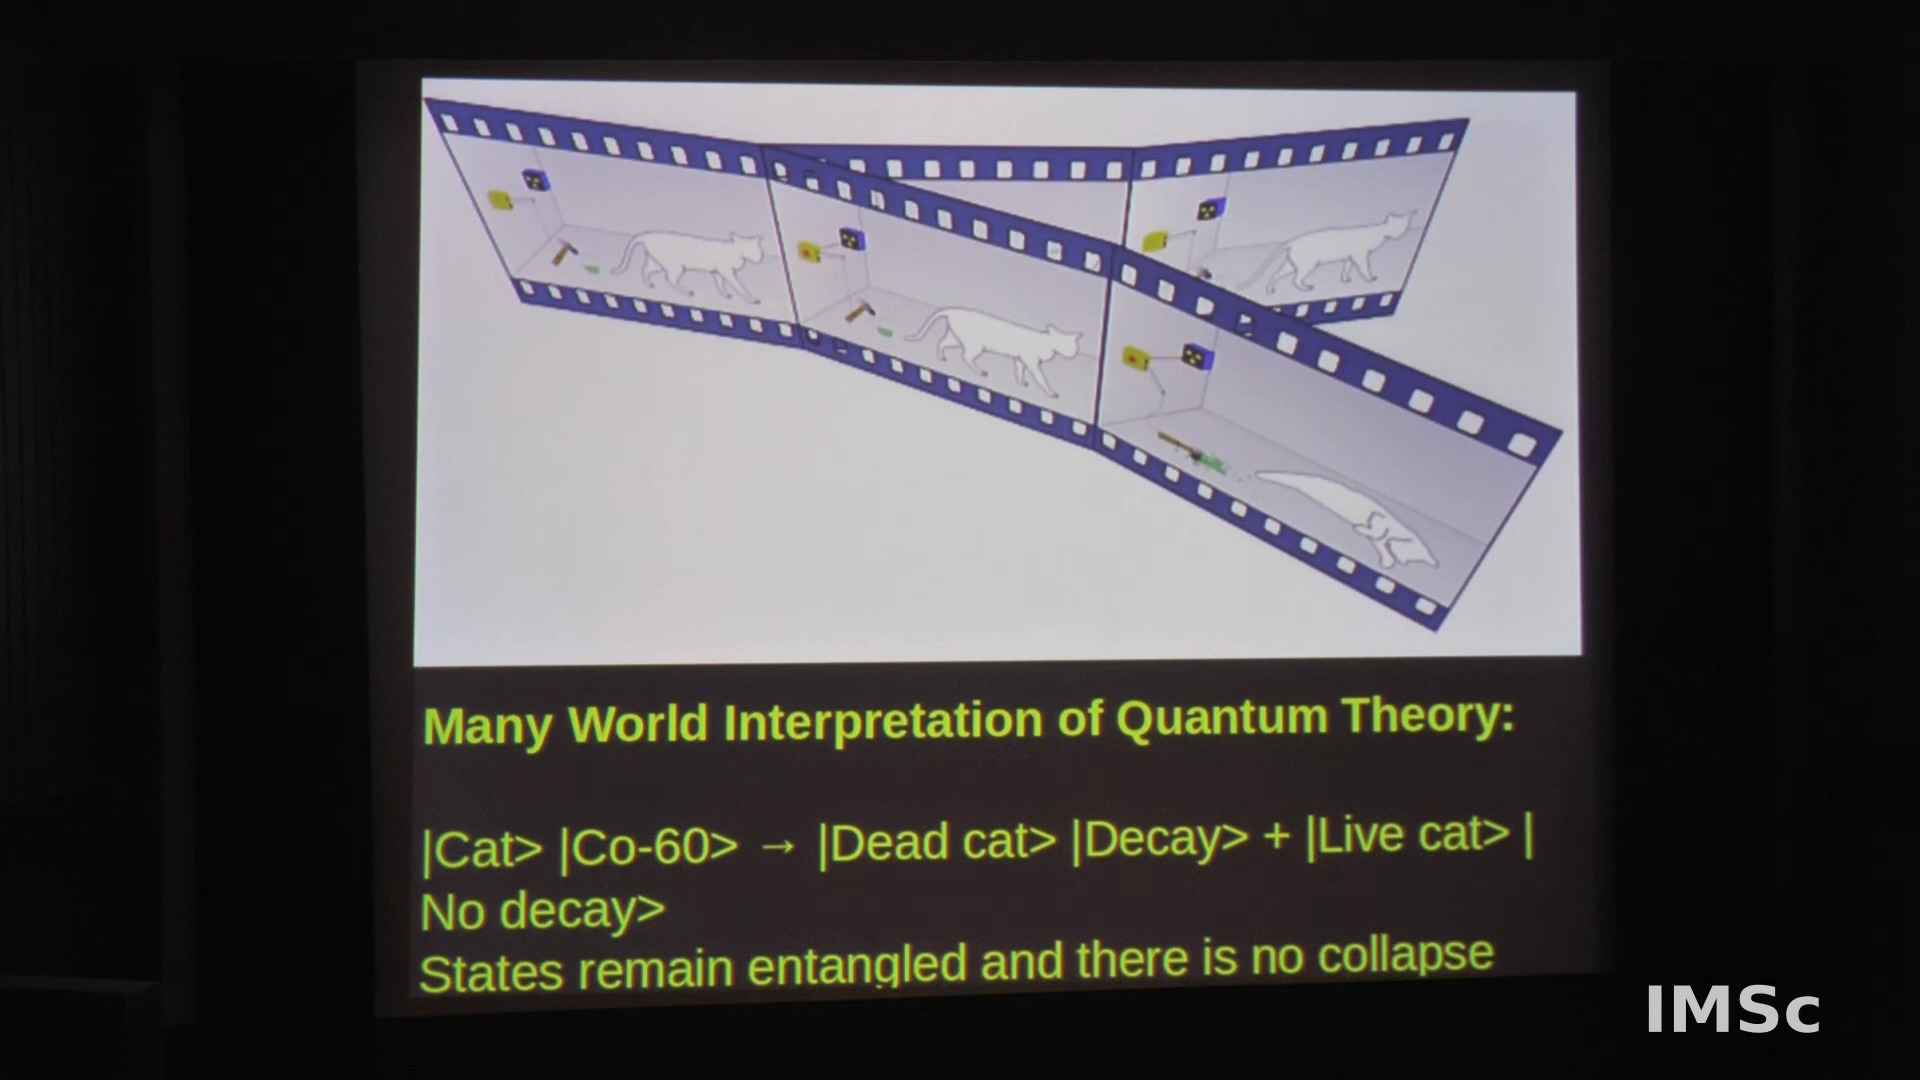 Many World Interpretation of Quantum Theory:
|Cat> |Co-60> → |Dead cat> |Decay> + |Live cat> |
No decay>
States remain entangled and there is no collapse
IMSc